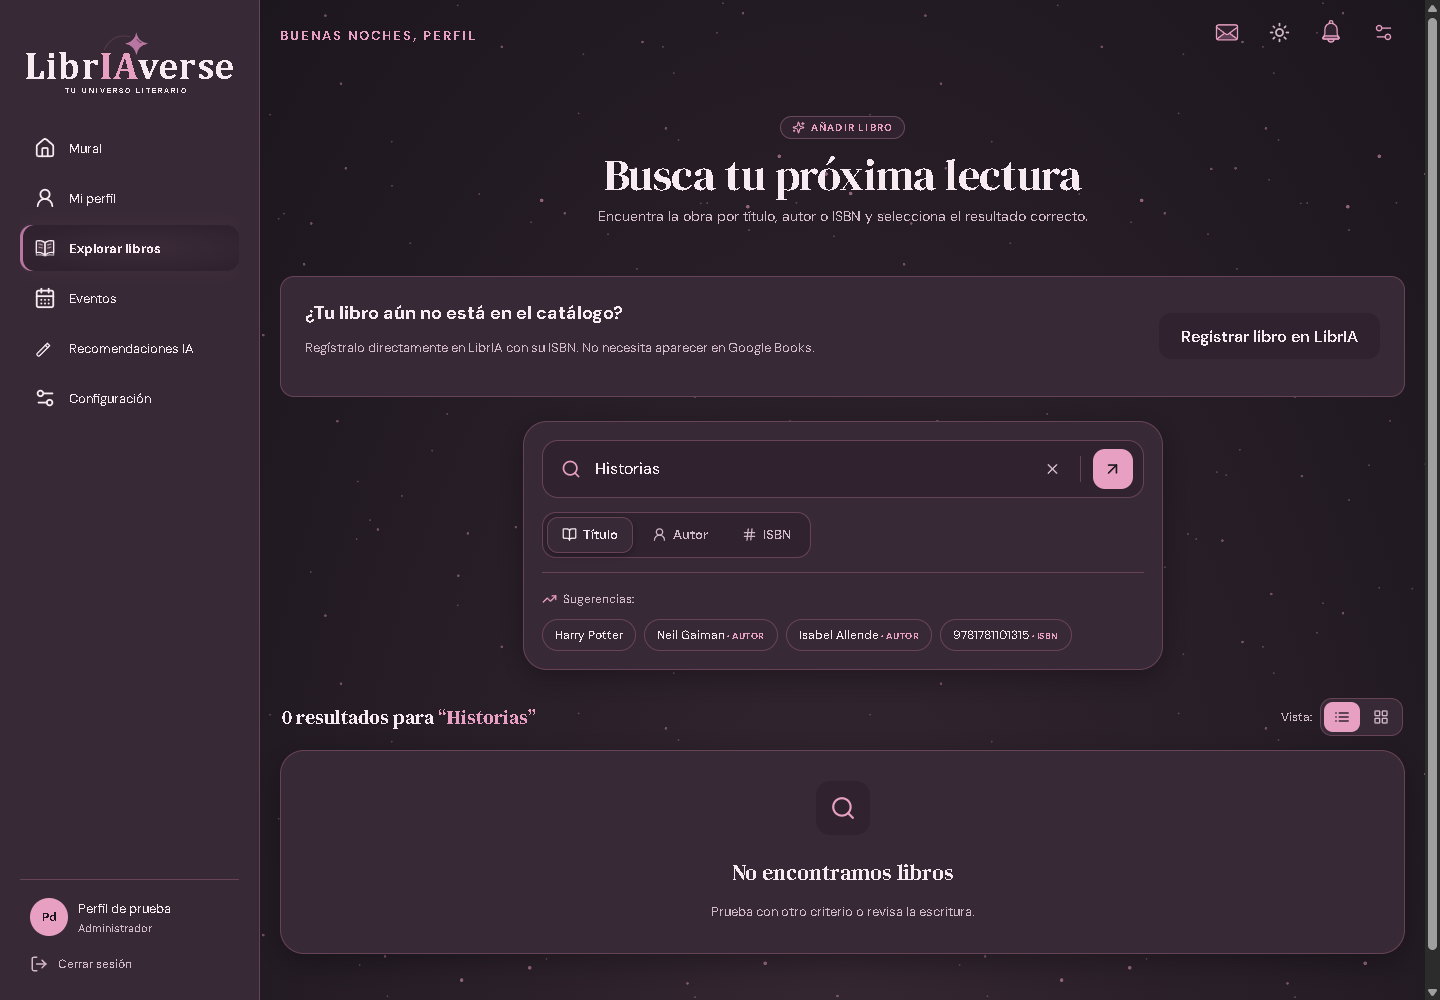 LibrIAverse
TU UNIVERSO LITERARIO
Mural
Mi perfil
Explorar libros
Eventos
Recomendaciones IA
Configuración
Pd
Perfil de prueba
Administrador
Cerrar sesión
BUENAS NOCHES, PERFIL
AÑADIR LIBRO
Busca tu próxima lectura
Encuentra la obra por título, autor o ISBN y selecciona el resultado correcto.
¿Tu libro aún no está en el catálogo?
Regístralo directamente en LibrIA con su ISBN. No necesita aparecer en Google Books.
Registrar libro en LibrIA
Historias
Título
Autor
ISBN
Sugerencias:
Harry Potter
Neil Gaiman · AUTOR
Isabel Allende · AUTOR
9781781101315 · ISBN
0 resultados para “Historias”
Vista:
No encontramos libros
Prueba con otro criterio o revisa la escritura.